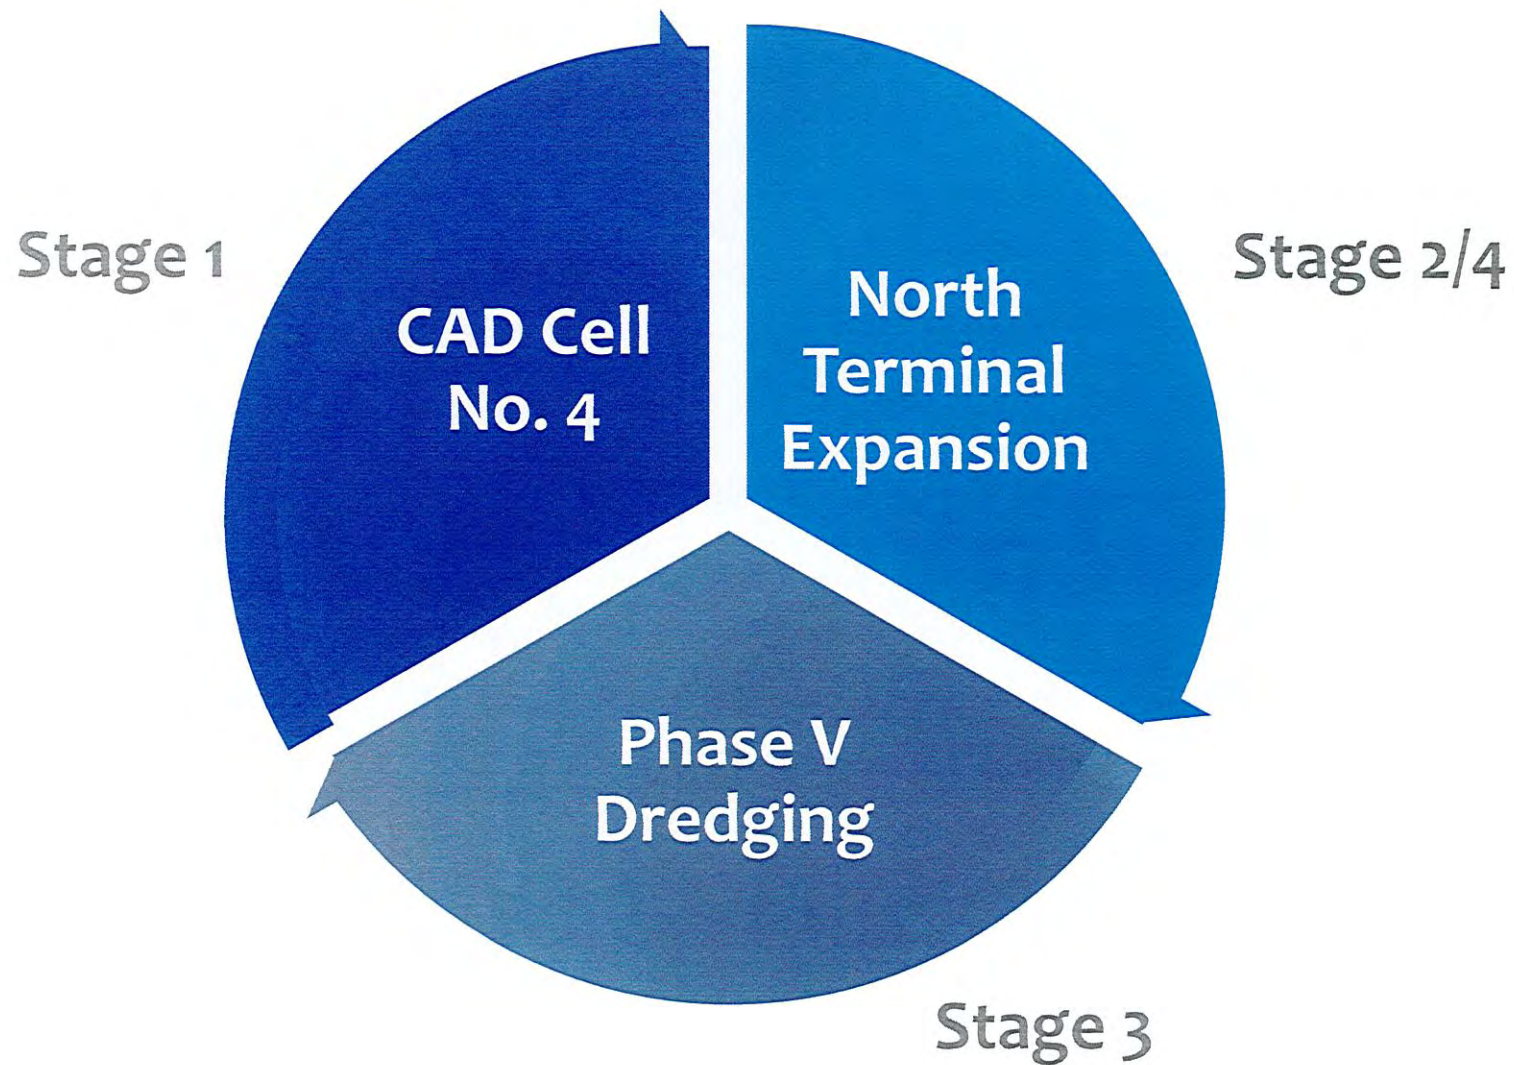 Stage 1
CAD Cell
No. 4
North
Terminal
Expansion
Stage 2/4
Phase V
Dredging
Stage 3